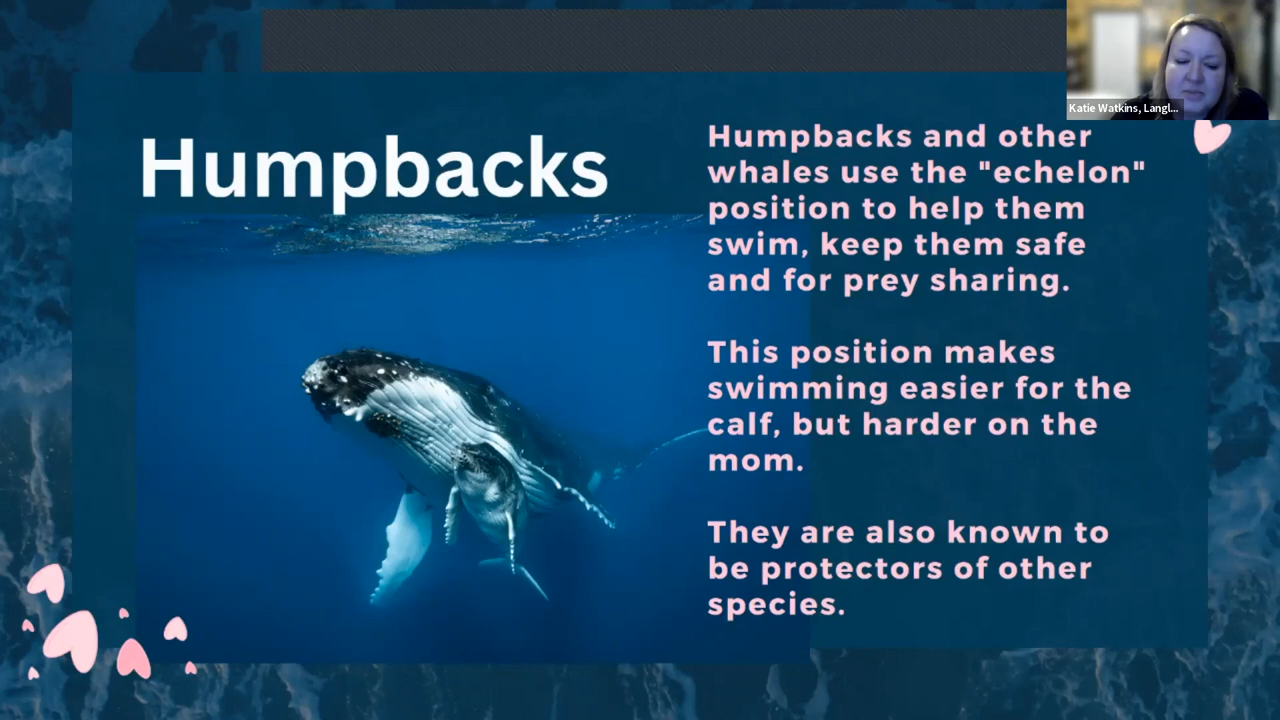 Katie Watkins, Langl...
Humpbacks
Humpbacks and other
whales use the "echelon"
position to help them
swim, keep them safe
and for prey sharing.
This position makes
swimming easier for the
calf, but harder on the
mom.
They are also known to
be protectors of other
species.